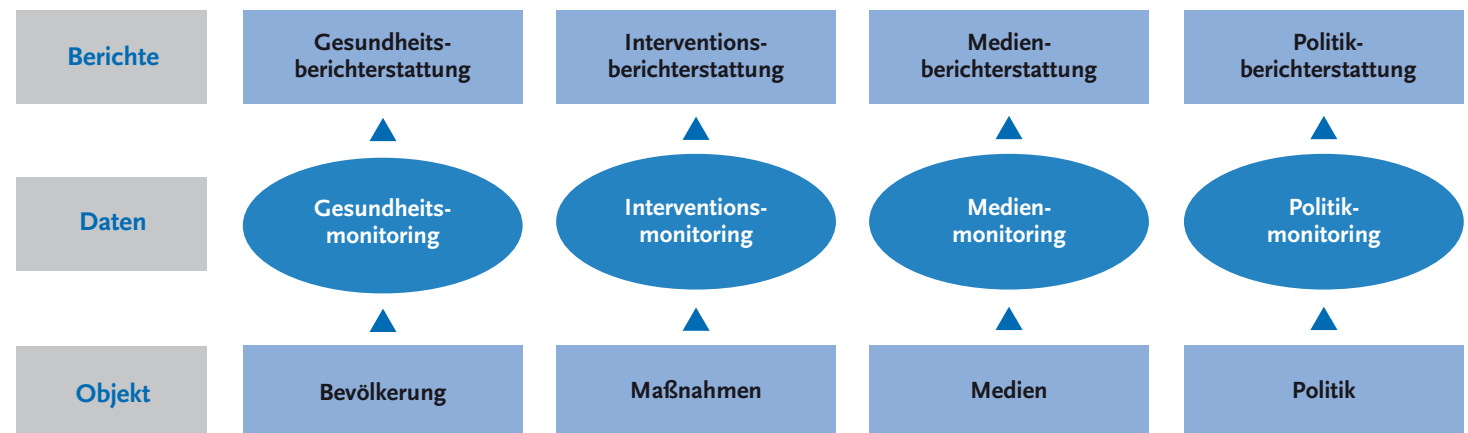 Berichte
Gesundheits-
berichterstattung
Interventions-
berichterstattung
Medien-
berichterstattung
Politik-
berichterstattung
Daten
Gesundheits-
monitoring
Interventions-
monitoring
Medien-
monitoring
Politik-
monitoring
Objekt
Bevölkerung
Maßnahmen
Medien
Politik